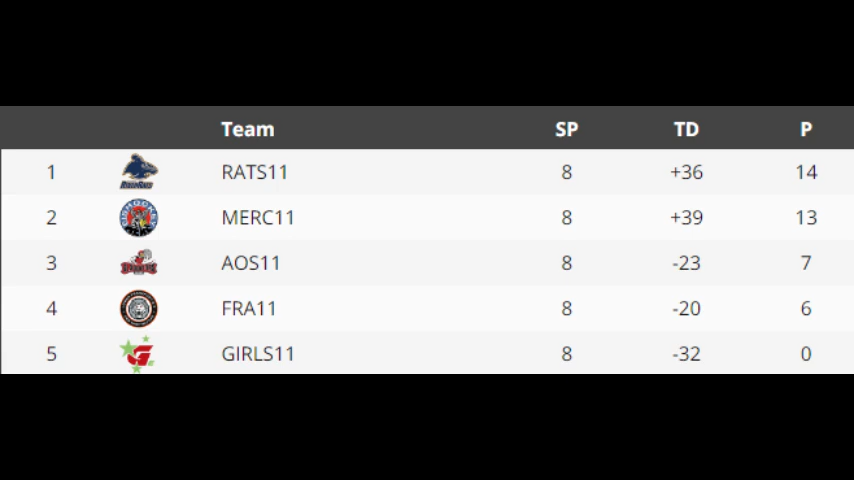 Team SP TD P
1 RATS11 8 +36 14
2 MERC11 8 +39 13
3 AOS11 8 -23 7
4 FRA11 8 -20 6
5 GIRLS11 8 -32 0